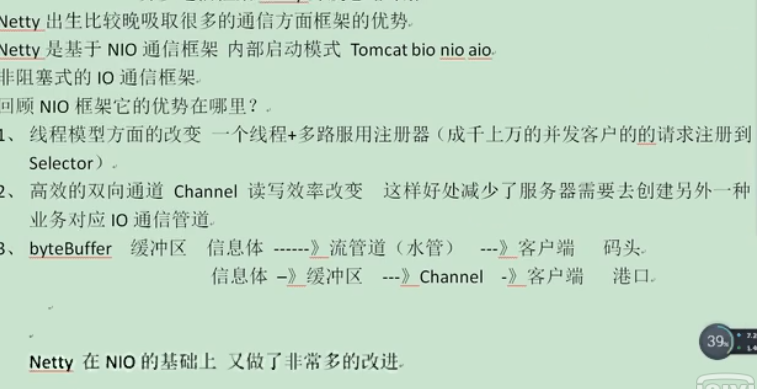 Netty 出生比较晚吸取很多的通信方面框架的优势
Netty 是基于 NIO 通信框架 内部启动模式 Tomcat bio nio aio
非阻塞式的 IO 通信框架
回顾 NIO 框架它的优势在哪里？
1、 线程模型方面的改变 一个线程+多路服用注册器（成千上万的并发客户的的请求注册到
Selector）
2、 高效的双向通道 Channel 读写效率改变 这样好处减少了服务器需要去创建另外一种
业务对应 IO 通信管道
3、 byteBuffer 缓冲区 信息体 ------》流管道（水管） ---》客户端 码头
信息体 –》缓冲区 ---》Channel -》客户端 港口
Netty 在 NIO 的基础上 又做了非常多的改进
39%